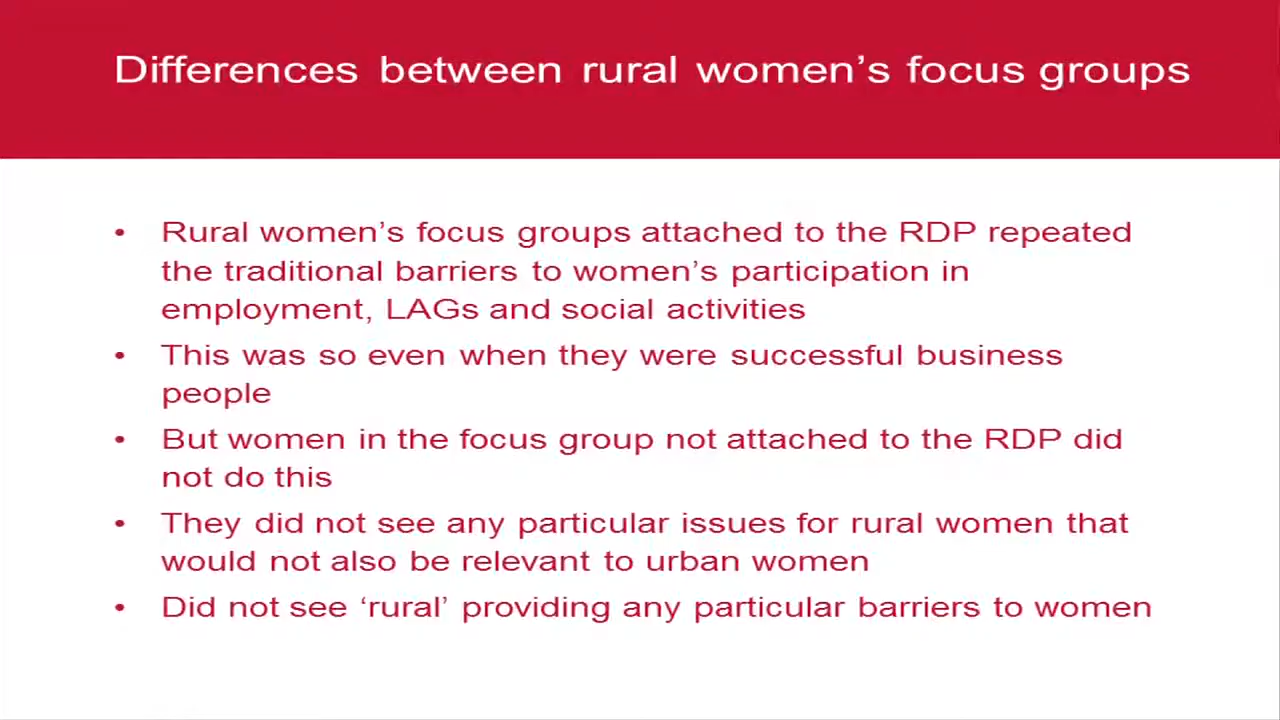 Differences between rural women’s focus groups
• Rural women’s focus groups attached to the RDP repeated
the traditional barriers to women’s participation in
employment, LAGs and social activities
• This was so even when they were successful business
people
• But women in the focus group not attached to the RDP did
not do this
• They did not see any particular issues for rural women that
would not also be relevant to urban women
• Did not see ‘rural’ providing any particular barriers to women